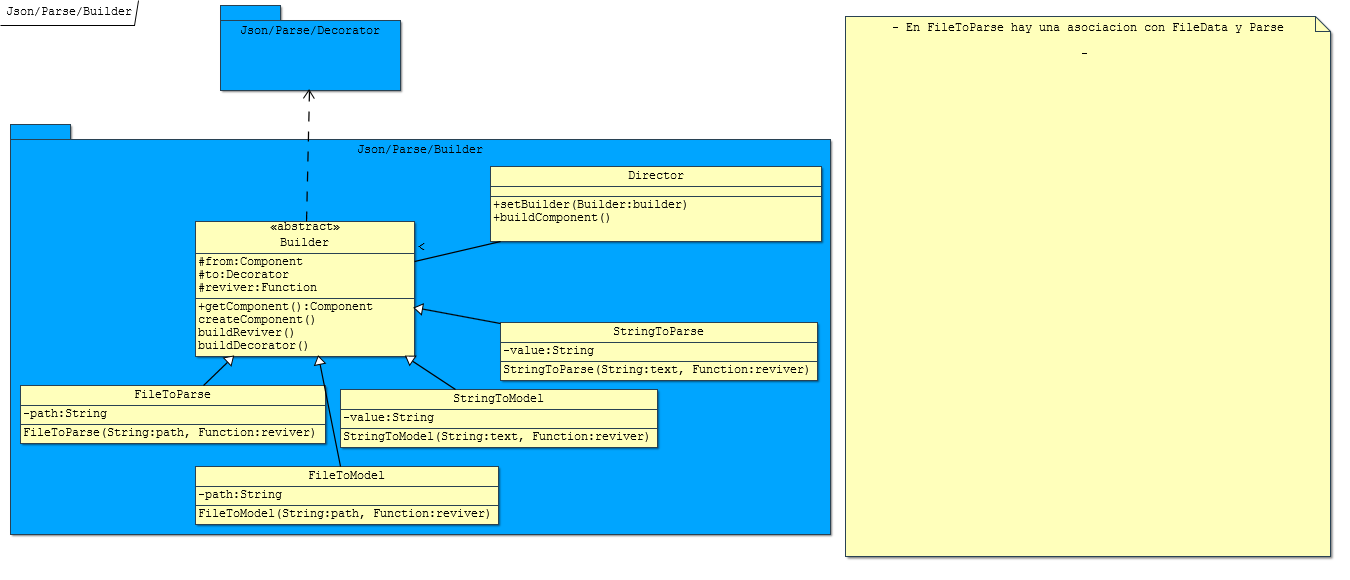 Json/Parse/Builder
Json/Parse/Decorator
- En FileToParse hay una asociacion con FileData y Parse
-
Json/Parse/Builder
Director
+setBuilder(Builder:builder)
+buildComponent()
<
«abstract»
Builder
#from:Component
#to:Decorator
#reviver:Function
+getComponent():Component
createComponent()
buildReviver()
buildDecorator()
StringToParse
-value:String
StringToParse(String:text, Function:reviver)
FileToParse
-path:String
FileToParse(String:path, Function:reviver)
StringToModel
-value:String
StringToModel(String:text, Function:reviver)
FileToModel
-path:String
FileToModel(String:path, Function:reviver)